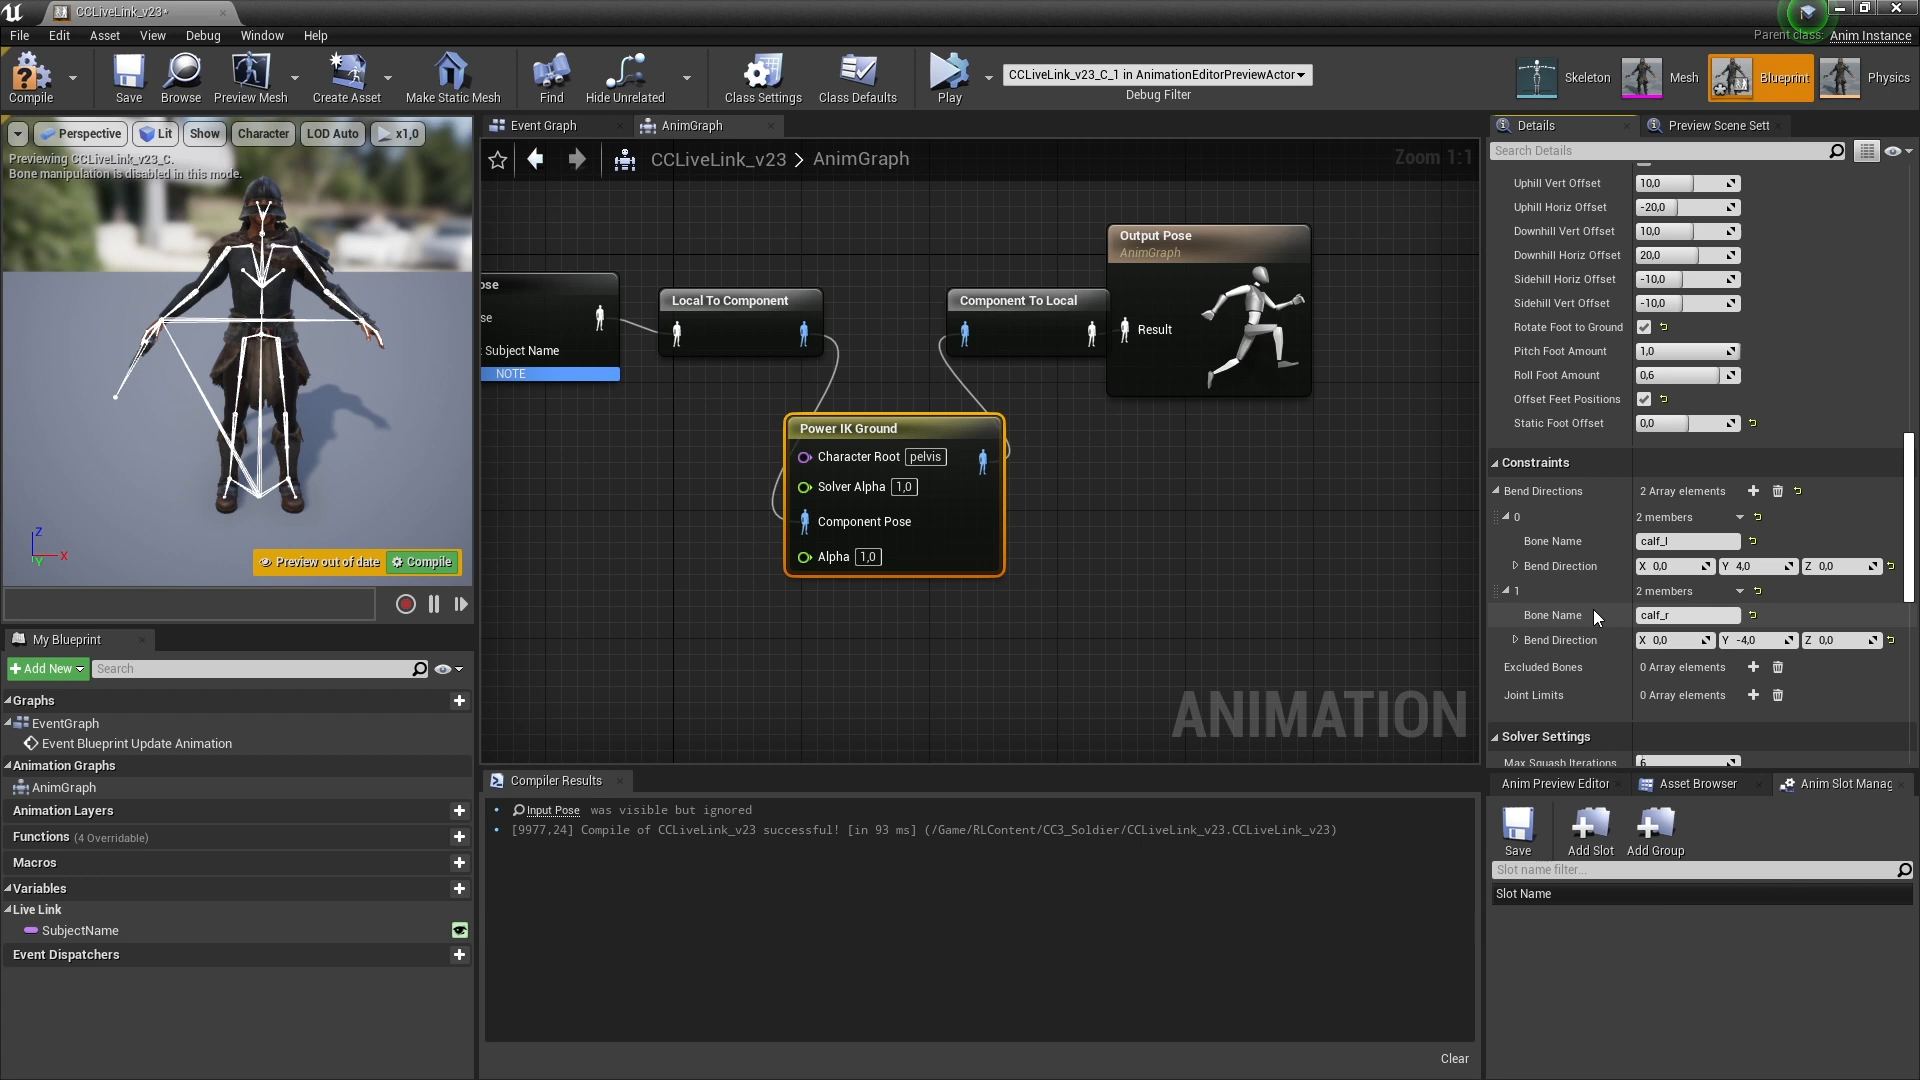 CCLiveLink_v23*
Parent class: Anim Instance
File Edit Asset View Debug Window Help
Compile Save Browse Preview Mesh Create Asset Make Static Mesh Find Hide Unrelated Class Settings Class Defaults Play
CCLiveLink_v23_C_1 in AnimationEditorPreviewActor
Debug Filter
Skeleton Mesh Blueprint Physics
Perspective Lit Show Character LOD Auto x1,0
Previewing CCLiveLink_v23_C.
Bone manipulation is disabled in this mode.
Z
X
Y
Preview out of date Compile
My Blueprint
Add New Search
Graphs
EventGraph
Event Blueprint Update Animation
Animation Graphs
AnimGraph
Animation Layers
Functions (4 Overridable)
Macros
Variables
Live Link
SubjectName
Event Dispatchers
Event Graph AnimGraph
CCLiveLink_v23 > AnimGraph
Zoom 1:1
ose
se
Subject Name
NOTE
Local To Component
Component To Local
Output Pose
AnimGraph
Result
Power IK Ground
Character Root pelvis
Solver Alpha 1,0
Component Pose
Alpha 1,0
ANIMATION
Compiler Results
Input Pose was visible but ignored
[9977,24] Compile of CCLiveLink_v23 successful! [in 93 ms] (/Game/RLContent/CC3_Soldier/CCLiveLink_v23.CCLiveLink_v23)
Clear
Details Preview Scene Sett
Search Details
Uphill Vert Offset 10,0
Uphill Horiz Offset -20,0
Downhill Vert Offset 10,0
Downhill Horiz Offset 20,0
Sidehill Horiz Offset -10,0
Sidehill Vert Offset -10,0
Rotate Foot to Ground
Pitch Foot Amount 1,0
Roll Foot Amount 0,6
Offset Feet Positions
Static Foot Offset 0,0
Constraints
Bend Directions 2 Array elements
0 2 members
Bone Name calf_l
Bend Direction X 0,0 Y 4,0 Z 0,0
1 2 members
Bone Name calf_r
Bend Direction X 0,0 Y -4,0 Z 0,0
Excluded Bones 0 Array elements
Joint Limits 0 Array elements
Solver Settings
Max Squash Iterations 6
Anim Preview Editor Asset Browser Anim Slot Manag
Save Add Slot Add Group
Slot name filter...
Slot Name